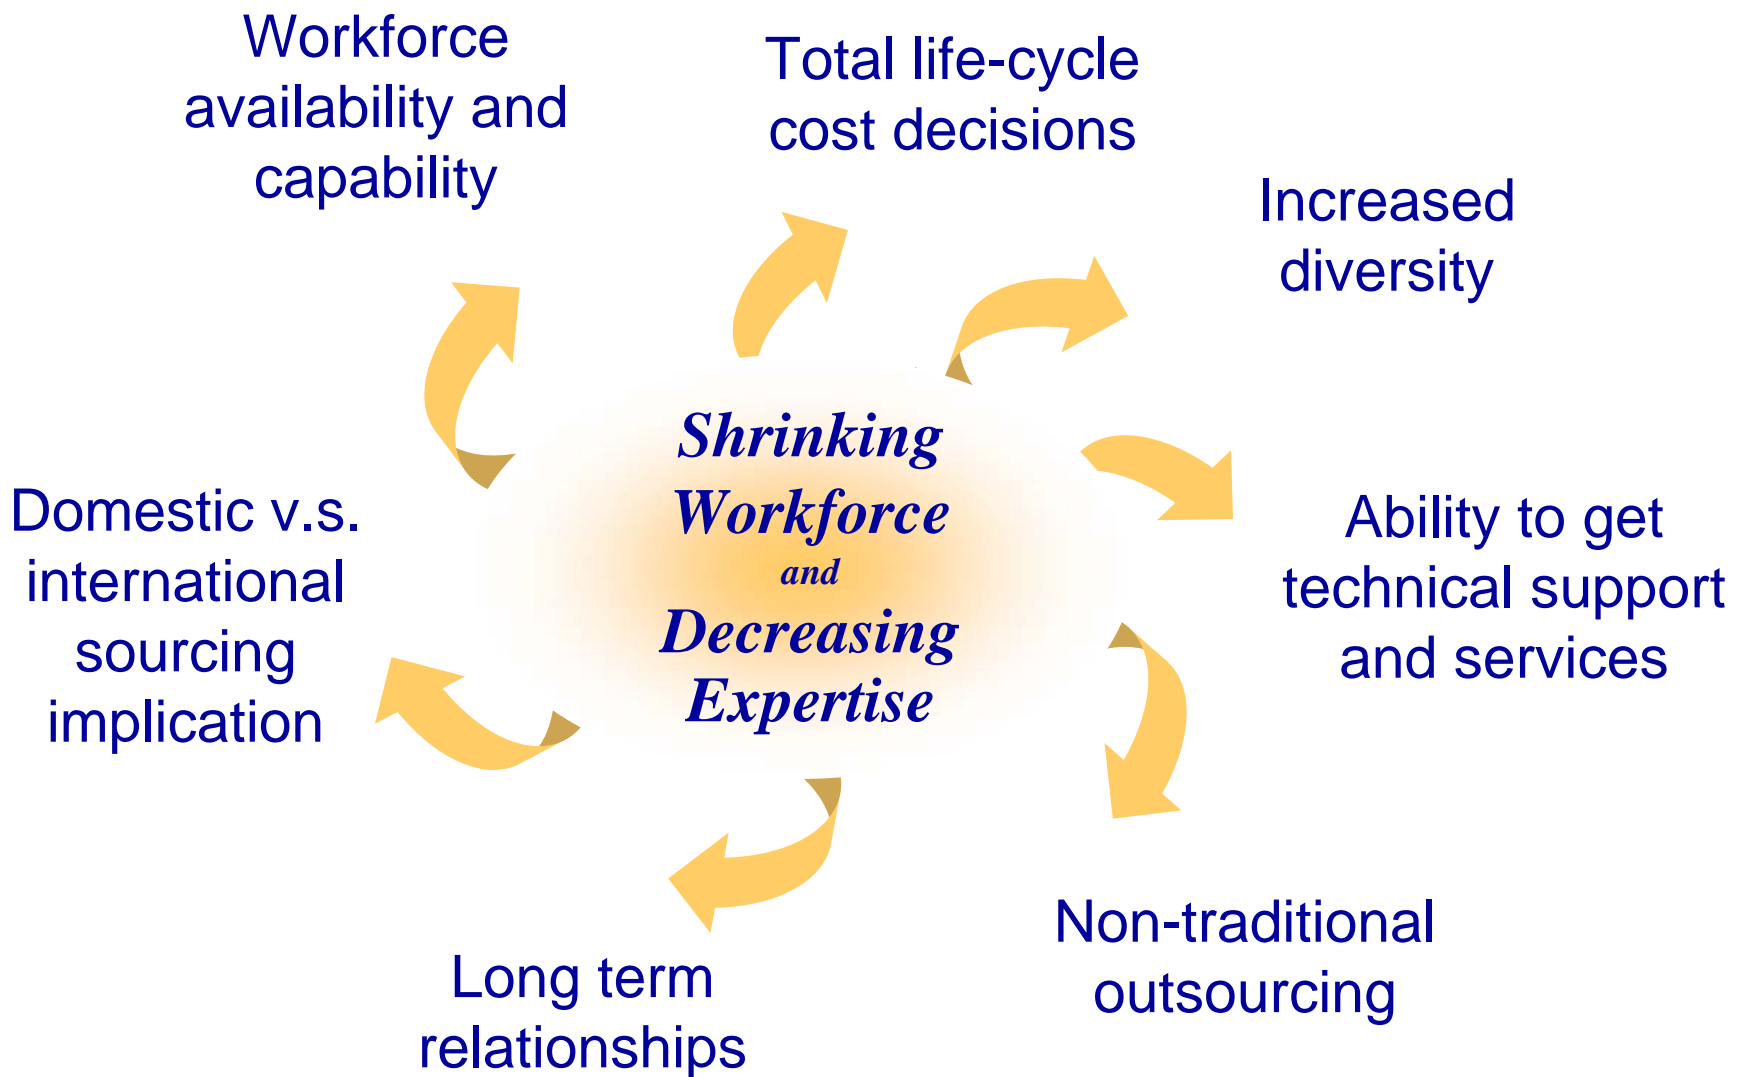 Workforce
availability and
capability
Total life-cycle
cost decisions
Increased
diversity
Shrinking
Workforce
and
Decreasing
Expertise
Domestic v.s.
international
sourcing
implication
Ability to get
technical support
and services
Non-traditional
outsourcing
Long term
relationships